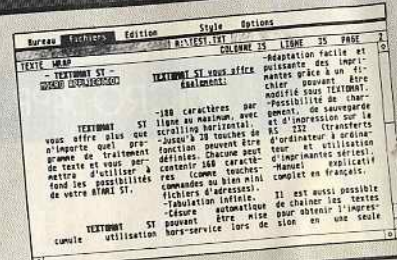 Bureau Fichiers Edition Style Options
A:\TEST.TXT
TEXTE WRAP COLONNE 35 LIGNE 35 PAGE 2
- TEXTOMAT ST -
MICRO APPLICATION
TEXTOMAT ST
vous offre plus que
n'importe quel pro-
gramme de traitement
de texte et vous per-
mettra d'utiliser à
fond les possibilités
de votre ATARI ST.
TEXTOMAT ST
cumule utilisation
TEXTOMAT ST vous offre
également:
-180 caractères par
ligne au maximum, avec
scrolling horizontal.
-Jusqu'à 30 touches de
fonction peuvent être
définies. Chacune peut
contenir 160 caractè-
res (comme touches-
commandes ou bien mini
fichiers d'adresses).
-Tabulation infinie.
-Césure automatique
pouvant être mise
hors-service lors de
-Adaptation facile et
puissante des impri-
mantes grâce à un fi-
chier pouvant être
modifié sous TEXTOMAT.
-Possibilité de char-
gement, de sauvegarde
et d'impression sur la
RS 232 (transferts
d'ordinateur à ordina-
teur et utilisation
d'imprimantes séries).
-Manuel explicatif
complet en français.
Il est aussi possible
de chainer les textes
pour obtenir l'impres-
sion en une seule